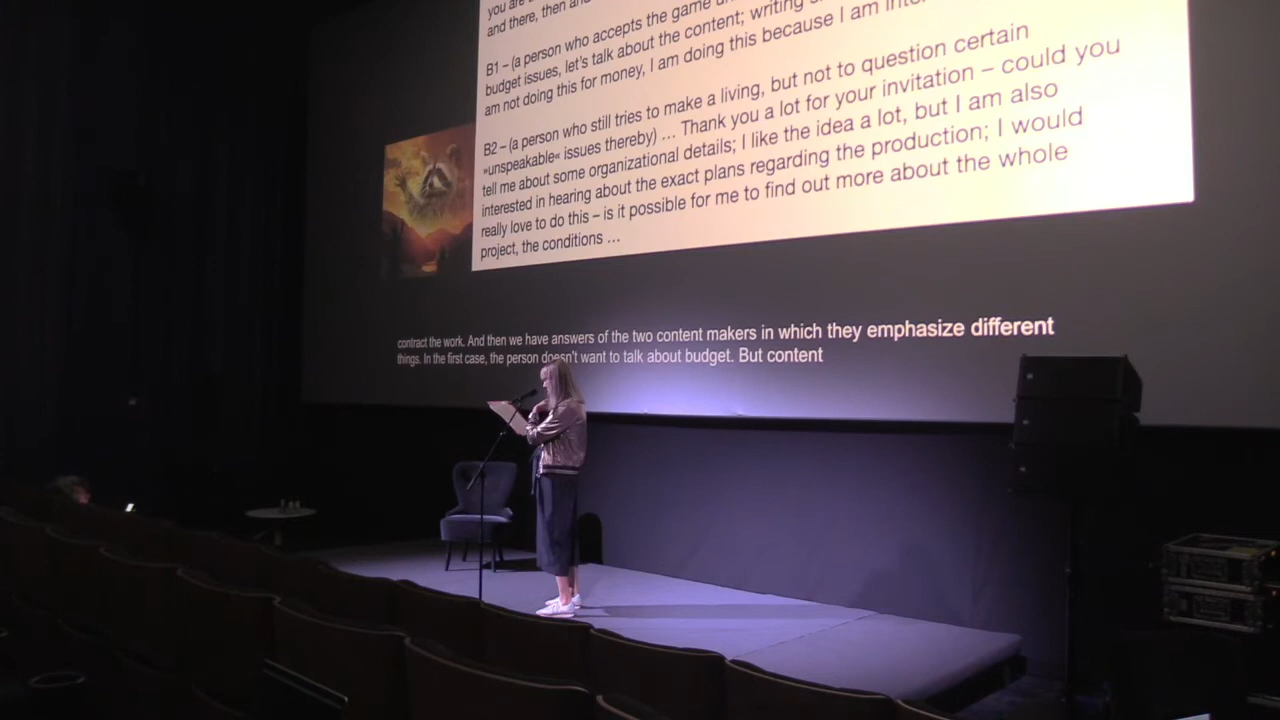 you are
and there, then and
B1 – (a person who accepts the game
budget issues, let's talk about the content; writing
am not doing this for money, I am doing this because I am
B2 – (a person who still tries to make a living, but not to question certain
»unspeakable« issues thereby) ... Thank you a lot for your invitation – could you
tell me about some organizational details; I like the idea a lot, but I am also
interested in hearing about the exact plans regarding the production; I would
really love to do this – is it possible for me to find out more about the whole
project, the conditions ...
contract the work. And then we have answers of the two content makers in which they emphasize different
things. In the first case, the person doesn't want to talk about budget. But content